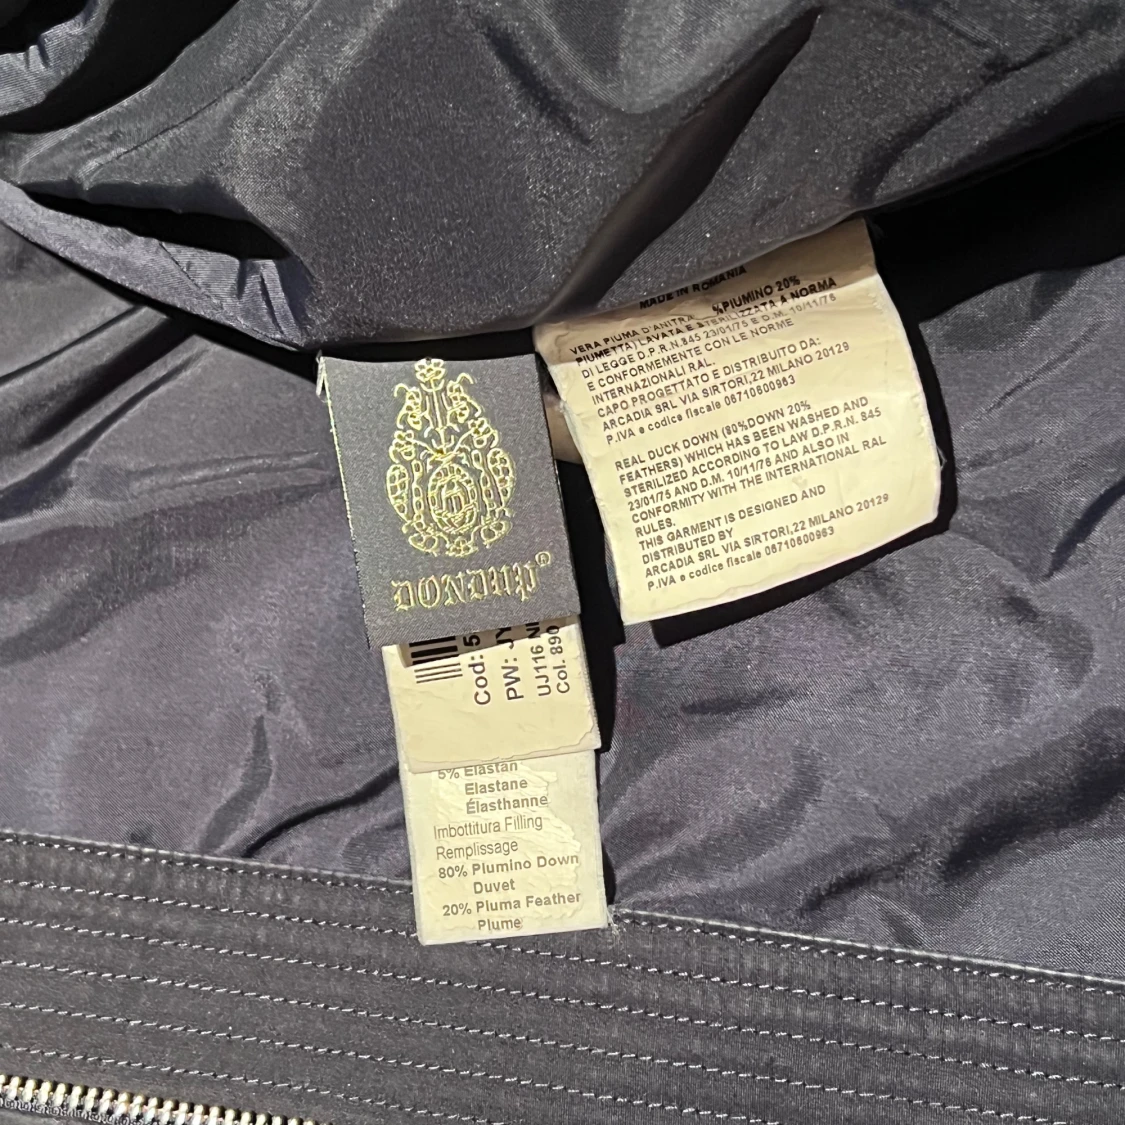 DONDUP®
Cod: 5
PW: JY
UJ116 NI
Col. 890
5% Elastan
Elastane
Élasthanne
Imbottitura Filling
Remplissage
80% Plumino Down
Duvet
20% Piuma Feather
Plume
MADE IN ROMANIA
%PIUMINO 20%
VERA PIUMA D'ANITRA
PIUMETTA) LAVATA E STERILIZZATA A NORMA
DI LEGGE D.P.R.N.845 23/01/75 E D.M. 10/11/76
E CONFORMEMENTE CON LE NORME
INTERNAZIONALI RAL.
CAPO PROGETTATO E DISTRIBUITO DA:
ARCADIA SRL VIA SIRTORI,22 MILANO 20129
P.IVA e codice fiscale 06710600963
REAL DUCK DOWN (80%DOWN 20%
FEATHERS) WHICH HAS BEEN WASHED AND
STERILIZED ACCORDING TO LAW D.P.R.N. 845
23/01/75 AND D.M. 10/11/76 AND ALSO IN
CONFORMITY WITH THE INTERNATIONAL RAL
RULES.
THIS GARMENT IS DESIGNED AND
DISTRIBUTED BY
ARCADIA SRL VIA SIRTORI,22 MILANO 20129
P.IVA e codice fiscale 06710600963